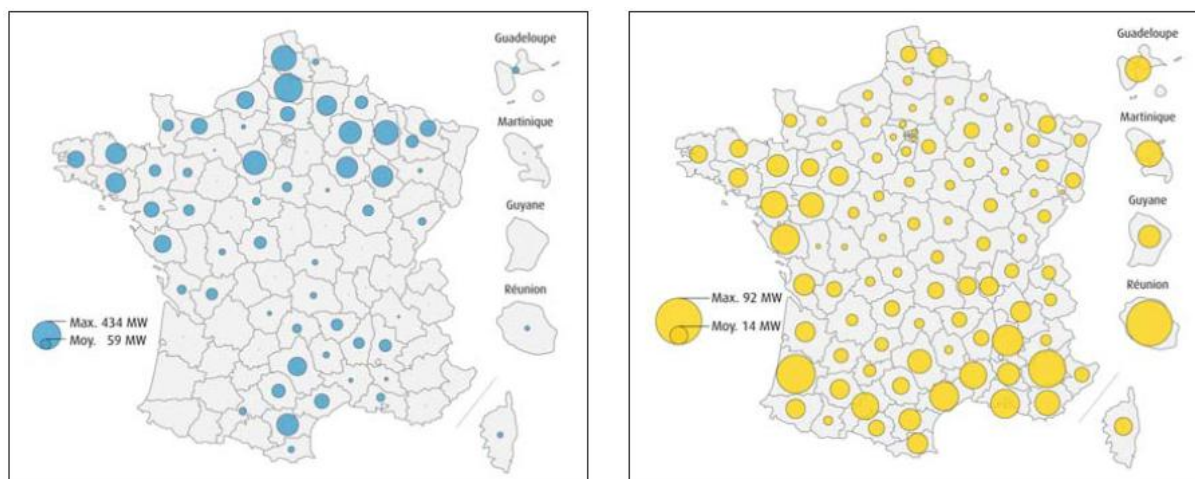 Guadeloupe
Martinique
Guyane
Réunion
Max. 434 MW
Moy. 59 MW
Guadeloupe
Martinique
Guyane
Réunion
Max. 92 MW
Moy. 14 MW